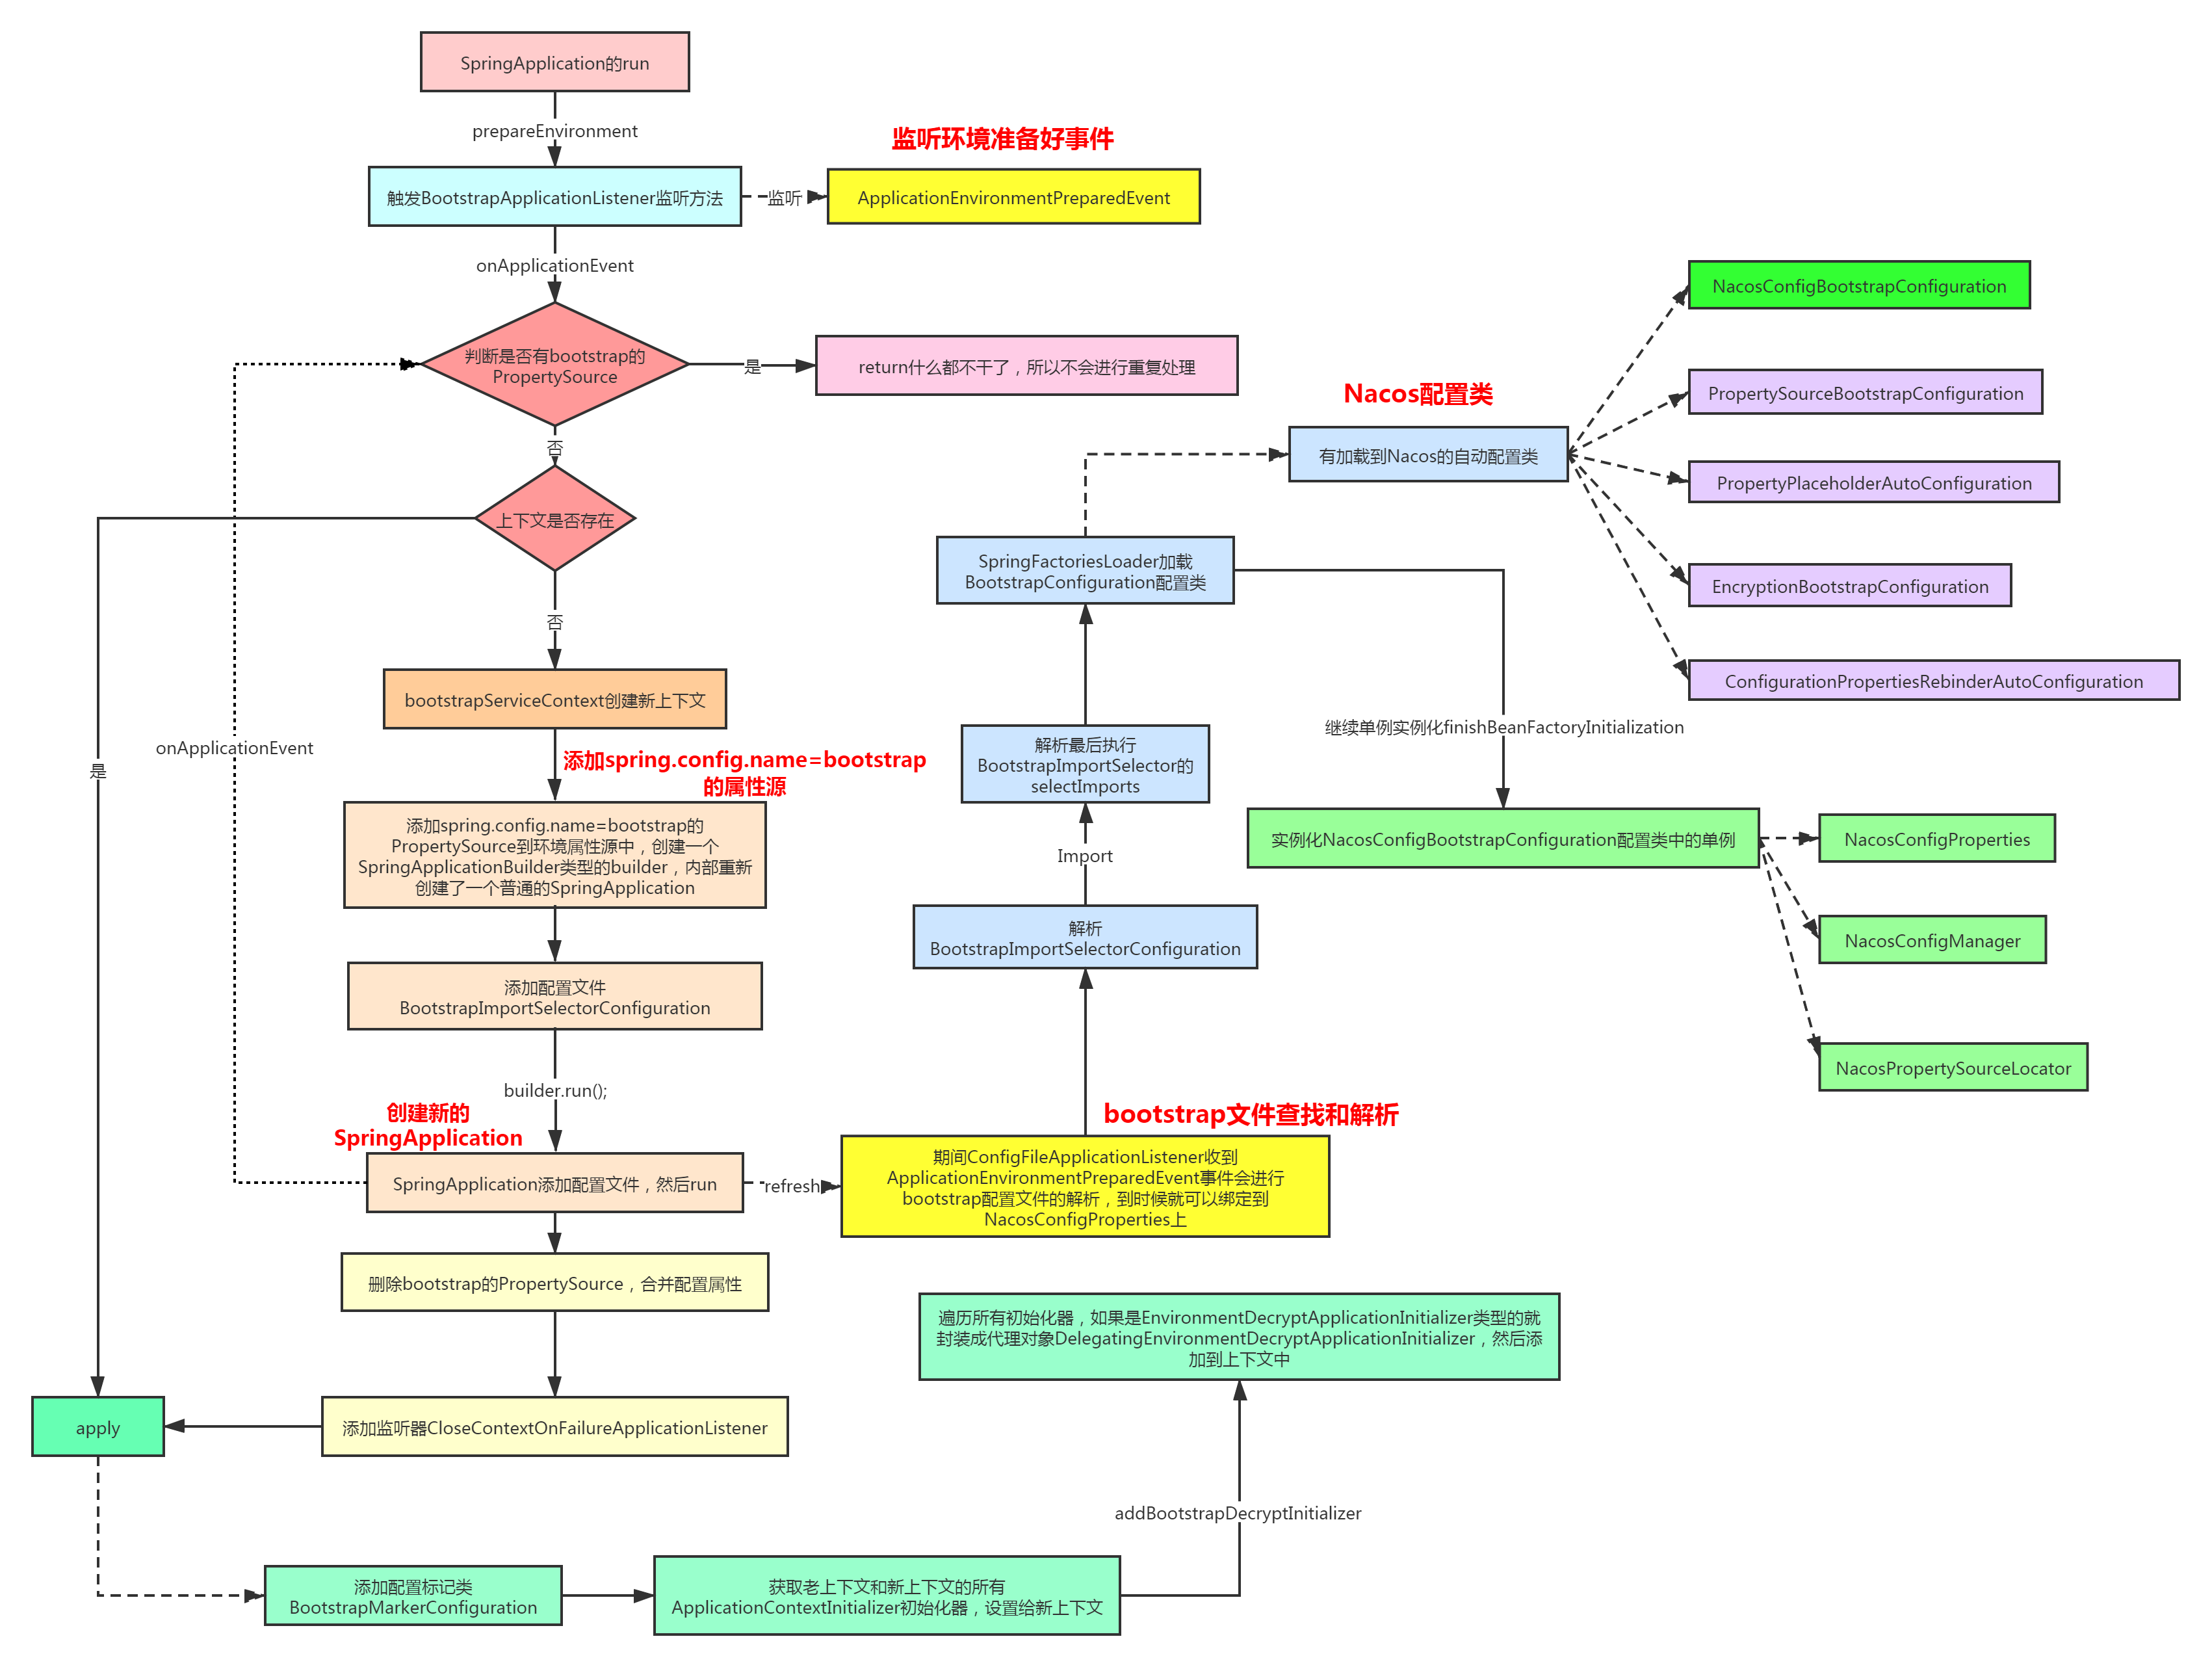 SpringApplication的run
prepareEnvironment
监听环境准备好事件
触发BootstrapApplicationListener监听方法
监听
ApplicationEnvironmentPreparedEvent
onApplicationEvent
判断是否有bootstrap的
PropertySource
是
return什么都不干了，所以不会进行重复处理
否
上下文是否存在
是
否
bootstrapServiceContext创建新上下文
onApplicationEvent
添加spring.config.name=bootstrap
的属性源
添加spring.config.name=bootstrap的
PropertySource到环境属性源中，创建一个
SpringApplicationBuilder类型的builder，内部重新
创建了一个普通的SpringApplication
添加配置文件
BootstrapImportSelectorConfiguration
builder.run();
创建新的
SpringApplication
SpringApplication添加配置文件，然后run
refresh
bootstrap文件查找和解析
期间ConfigFileApplicationListener收到
ApplicationEnvironmentPreparedEvent事件会进行
bootstrap配置文件的解析，到时候就可以绑定到
NacosConfigProperties上
解析
BootstrapImportSelectorConfiguration
Import
解析最后执行
BootstrapImportSelector的
selectImports
SpringFactoriesLoader加载
BootstrapConfiguration配置类
Nacos配置类
有加载到Nacos的自动配置类
NacosConfigBootstrapConfiguration
PropertySourceBootstrapConfiguration
PropertyPlaceholderAutoConfiguration
EncryptionBootstrapConfiguration
ConfigurationPropertiesRebinderAutoConfiguration
继续单例实例化finishBeanFactoryInitialization
实例化NacosConfigBootstrapConfiguration配置类中的单例
NacosConfigProperties
NacosConfigManager
NacosPropertySourceLocator
删除bootstrap的PropertySource，合并配置属性
添加监听器CloseContextOnFailureApplicationListener
apply
添加配置标记类
BootstrapMarkerConfiguration
获取老上下文和新上下文的所有
ApplicationContextInitializer初始化器，设置给新上下文
addBootstrapDecryptInitializer
遍历所有初始化器，如果是EnvironmentDecryptApplicationInitializer类型的就
封装成代理对象DelegatingEnvironmentDecryptApplicationInitializer，然后添
加到上下文中